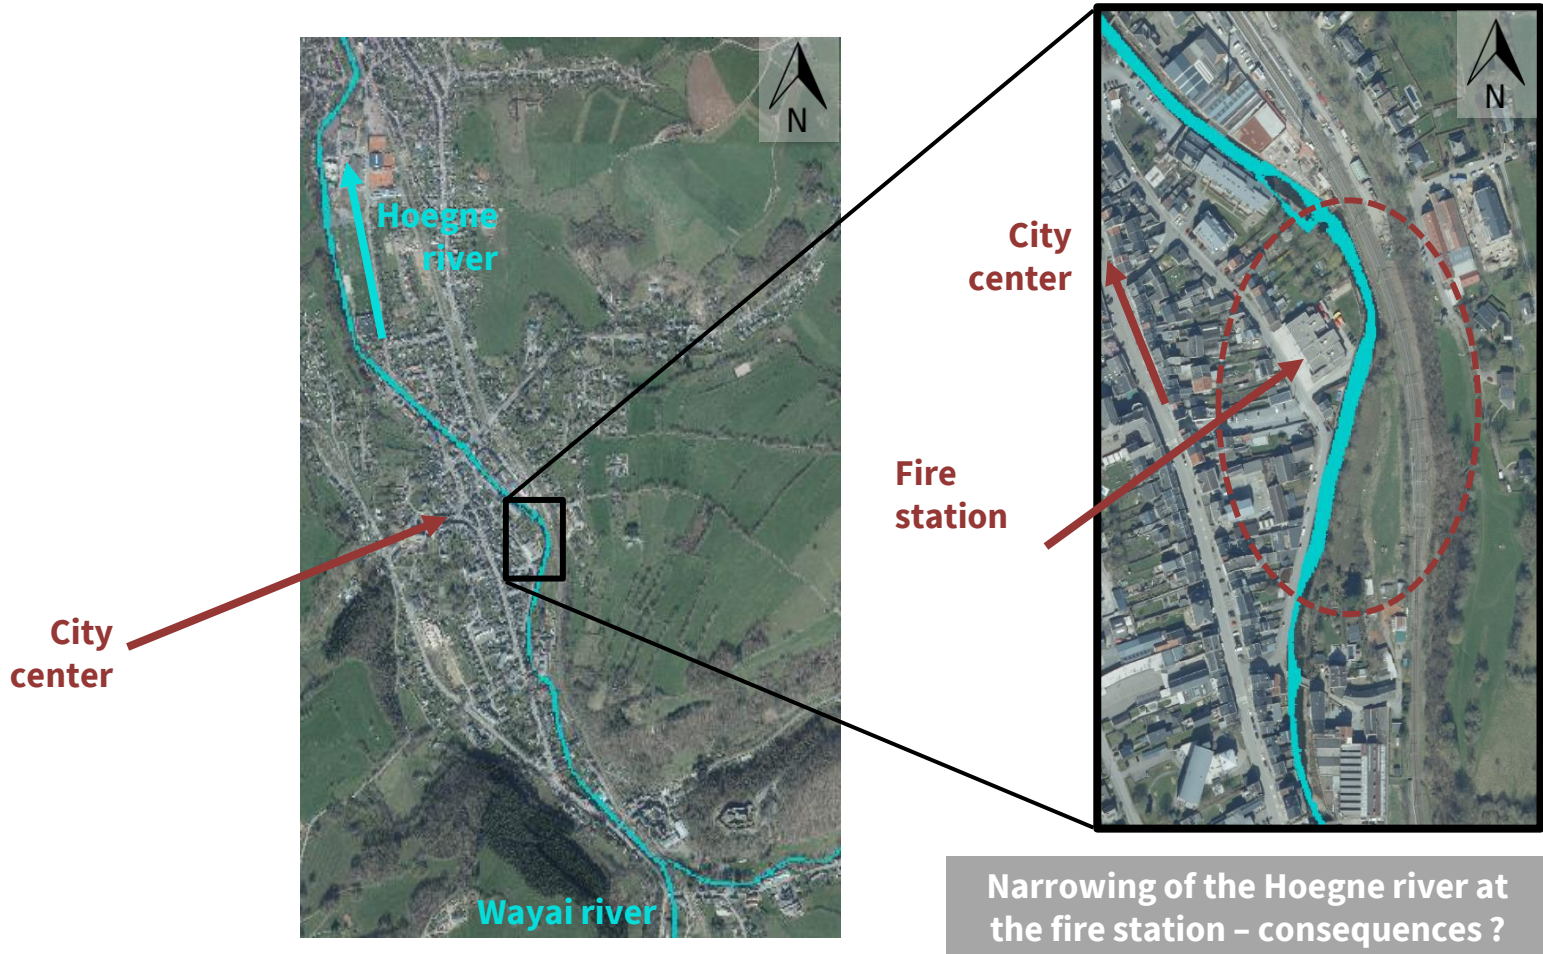 N
Hoegne
river
City
center
Wayai river
N
City
center
Fire
station
Narrowing of the Hoegne river at
the fire station – consequences ?